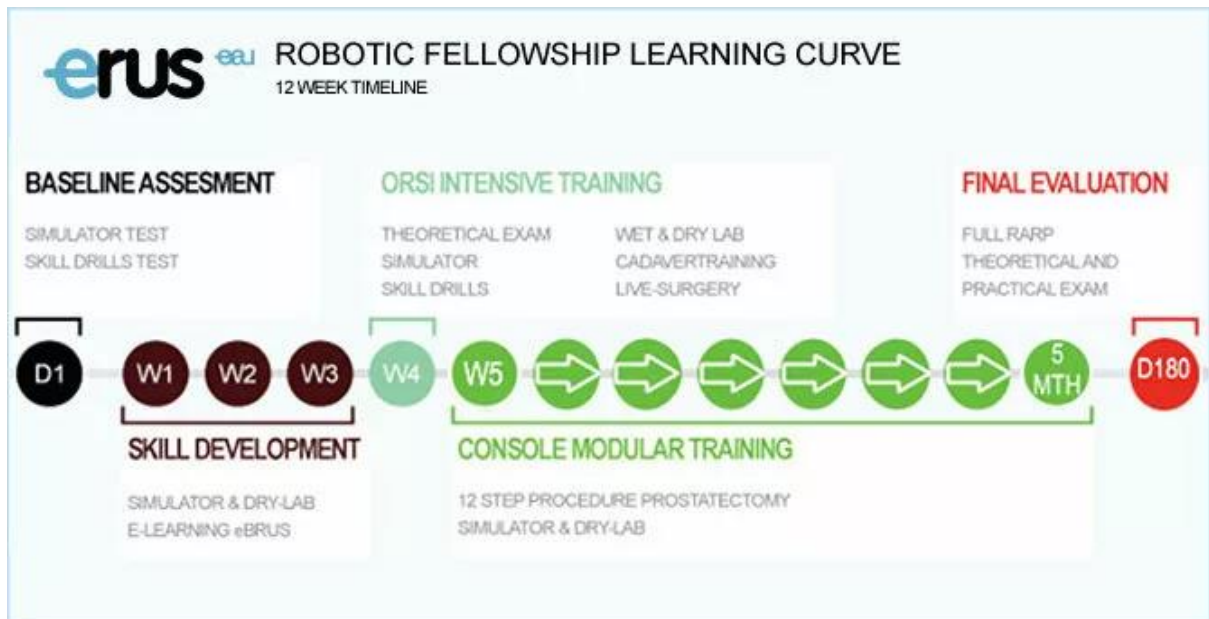 erus eau
ROBOTIC FELLOWSHIP LEARNING CURVE
12 WEEK TIMELINE
BASELINE ASSESMENT
SIMULATOR TEST
SKILL DRILLS TEST
ORSI INTENSIVE TRAINING
THEORETICAL EXAM
SIMULATOR
SKILL DRILLS
WET & DRY LAB
CADAVERTRAINING
LIVE-SURGERY
FINAL EVALUATION
FULL RARP
THEORETICAL AND
PRACTICAL EXAM
D1
W1
W2
W3
W4
W5
5
MTH
D180
SKILL DEVELOPMENT
SIMULATOR & DRY-LAB
E-LEARNING eBRUS
CONSOLE MODULAR TRAINING
12 STEP PROCEDURE PROSTATECTOMY
SIMULATOR & DRY-LAB